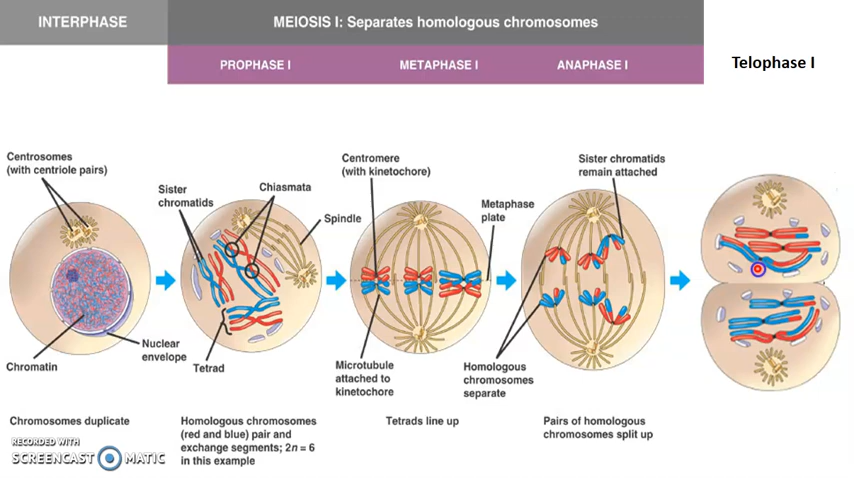 INTERPHASE
MEIOSIS I: Separates homologous chromosomes
PROPHASE I
METAPHASE I
ANAPHASE I
Telophase I
Centrosomes
(with centriole pairs)
Sister
chromatids
Chiasmata
Spindle
Centromere
(with kinetochore)
Metaphase
plate
Sister chromatids
remain attached
Chromatin
Nuclear
envelope
Tetrad
Microtubule
attached to
kinetochore
Homologous
chromosomes
separate
Chromosomes duplicate
Homologous chromosomes
(red and blue) pair and
exchange segments; 2n = 6
in this example
Tetrads line up
Pairs of homologous
chromosomes split up
RECORDED WITH
SCREENCAST MATIC